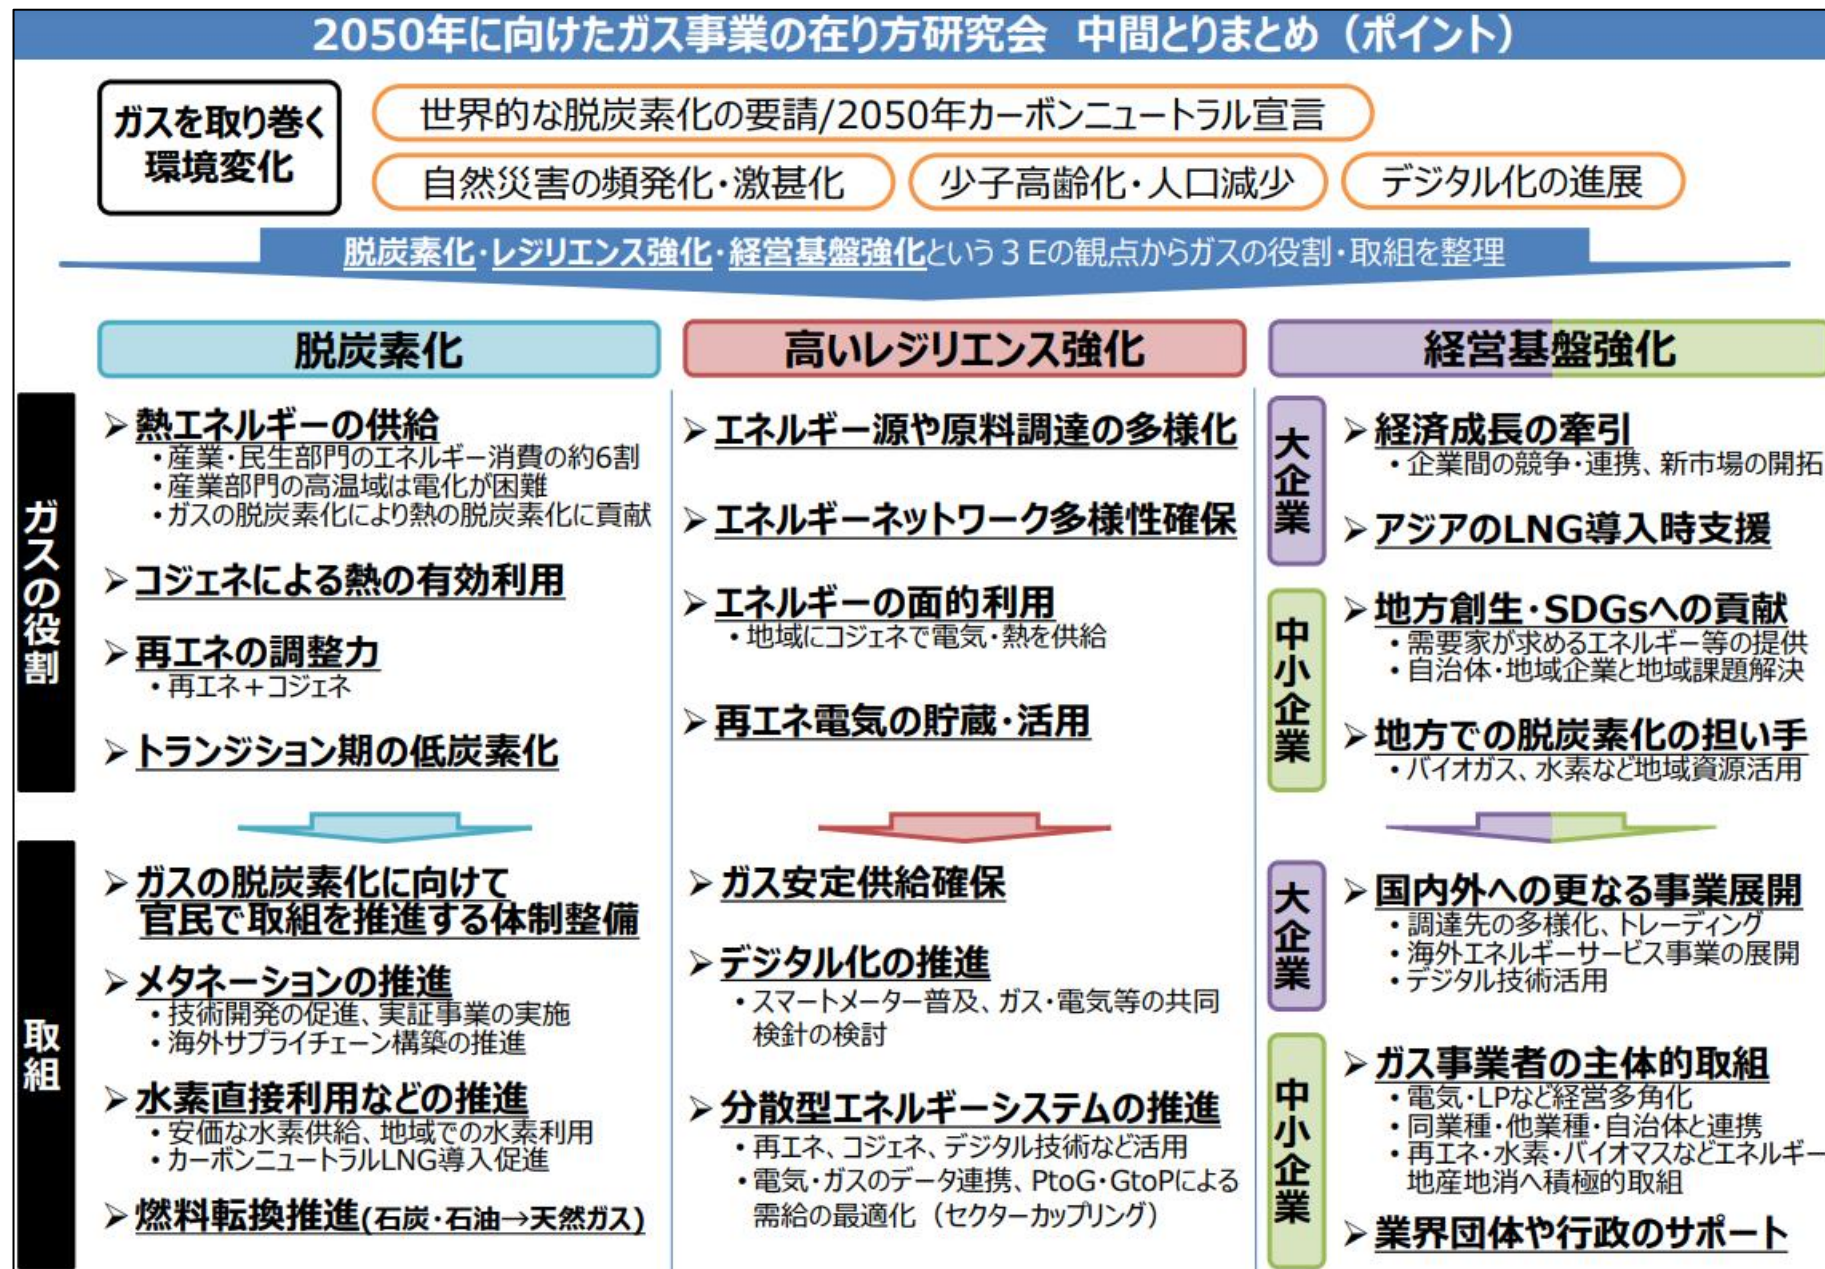 2050年に向けたガス事業の在り方研究会 中間とりまとめ（ポイント）
ガスを取り巻く
環境変化
世界的な脱炭素化の要請/2050年カーボンニュートラル宣言
自然災害の頻発化・激甚化
少子高齢化・人口減少
デジタル化の進展
脱炭素化・レジリエンス強化・経営基盤強化という３Eの観点からガスの役割・取組を整理
脱炭素化
高いレジリエンス強化
経営基盤強化
ガスの役割
➢熱エネルギーの供給
・産業・民生部門のエネルギー消費の約6割
・産業部門の高温域は電化が困難
・ガスの脱炭素化により熱の脱炭素化に貢献
➢コジェネによる熱の有効利用
➢再エネの調整力
・再エネ＋コジェネ
➢トランジション期の低炭素化
➢エネルギー源や原料調達の多様化
➢エネルギーネットワーク多様性確保
➢エネルギーの面的利用
・地域にコジェネで電気・熱を供給
➢再エネ電気の貯蔵・活用
大企業
➢経済成長の牽引
・企業間の競争・連携、新市場の開拓
➢アジアのLNG導入時支援
中小企業
➢地方創生・SDGsへの貢献
・需要家が求めるエネルギー等の提供
・自治体・地域企業と地域課題解決
➢地方での脱炭素化の担い手
・バイオガス、水素など地域資源活用
取組
➢ガスの脱炭素化に向けて
官民で取組を推進する体制整備
➢メタネーションの推進
・技術開発の促進、実証事業の実施
・海外サプライチェーン構築の推進
➢水素直接利用などの推進
・安価な水素供給、地域での水素利用
・カーボンニュートラルLNG導入促進
➢燃料転換推進(石炭・石油→天然ガス)
➢ガス安定供給確保
➢デジタル化の推進
・スマートメーター普及、ガス・電気等の共同
検針の検討
➢分散型エネルギーシステムの推進
・再エネ、コジェネ、デジタル技術など活用
・電気・ガスのデータ連携、PtoG・GtoPによる
需給の最適化（セクターカップリング）
大企業
➢国内外への更なる事業展開
・調達先の多様化、トレーディング
・海外エネルギーサービス事業の展開
・デジタル技術活用
中小企業
➢ガス事業者の主体的取組
・電気・LPなど経営多角化
・同業種・他業種・自治体と連携
・再エネ・水素・バイオマスなどエネルギー
地産地消へ積極的取組
➢業界団体や行政のサポート